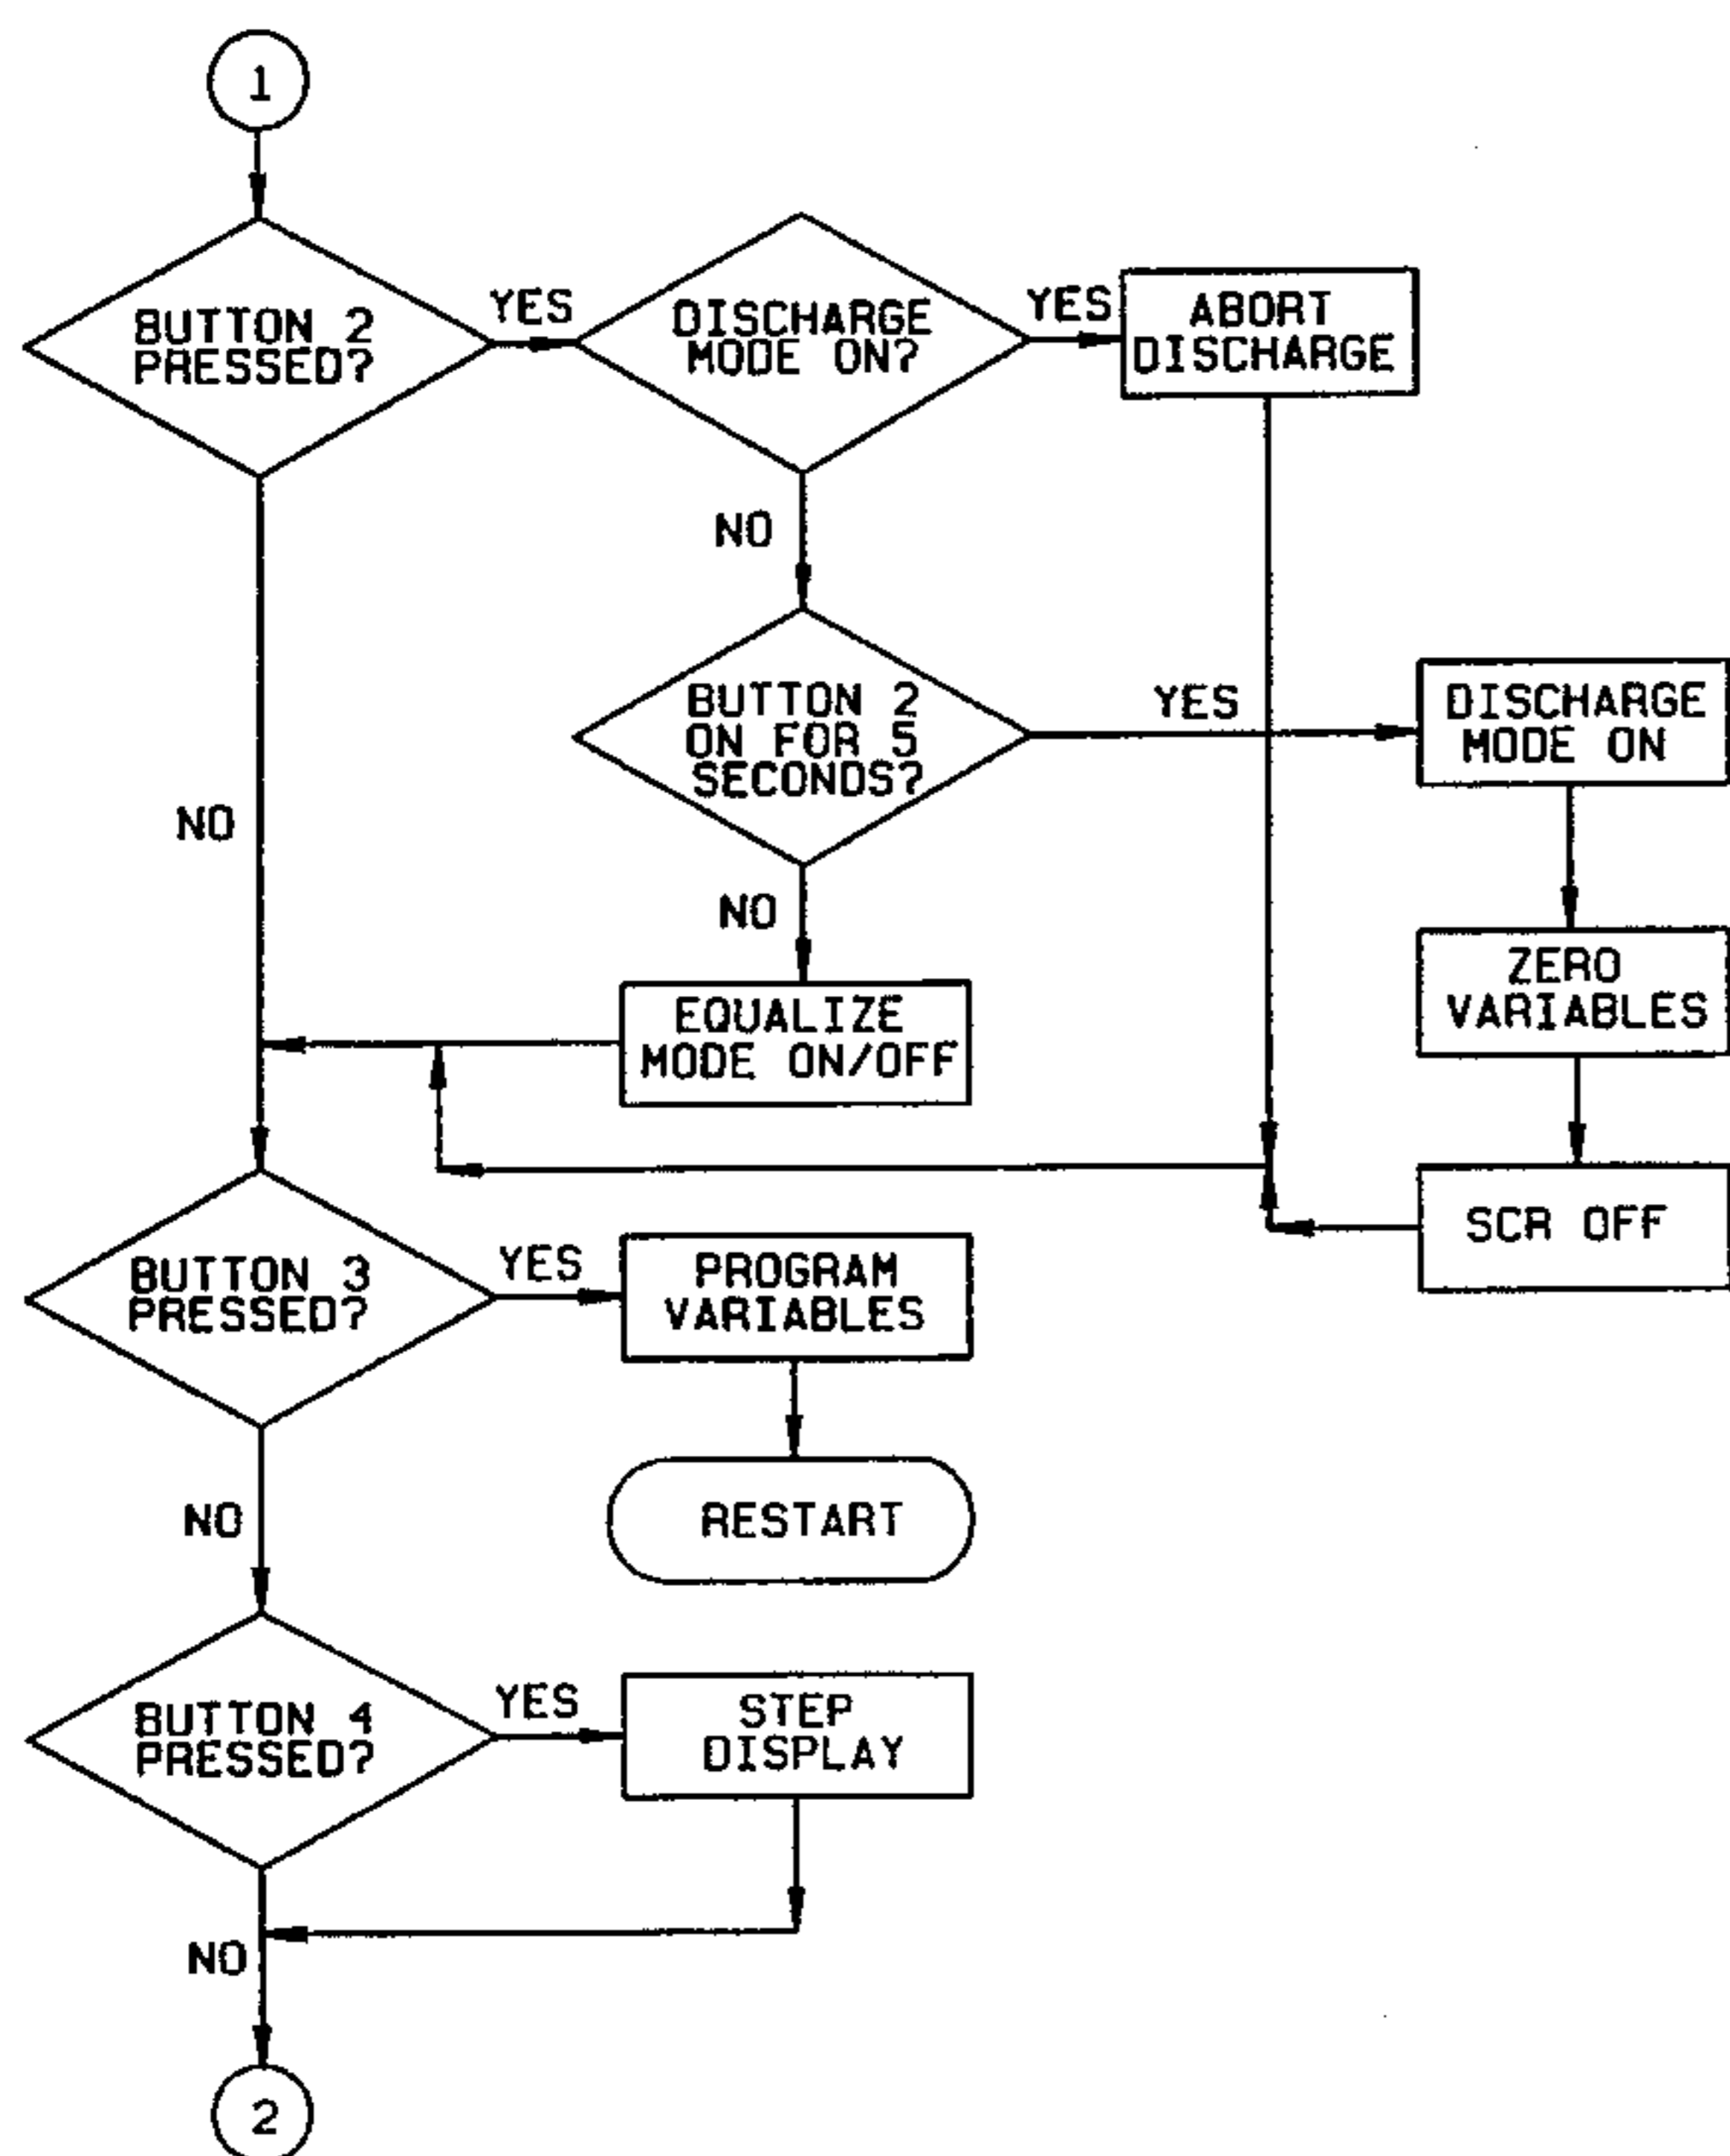 1
BUTTON 2
PRESSED?
YES
DISCHARGE
MODE ON?
YES
ABORT
DISCHARGE
NO
BUTTON 2
ON FOR 5
SECONDS?
YES
DISCHARGE
MODE ON
NO
NO
ZERO
VARIABLES
EQUALIZE
MODE ON/OFF
SCR OFF
BUTTON 3
PRESSED?
YES
PROGRAM
VARIABLES
NO
RESTART
BUTTON 4
PRESSED?
YES
STEP
DISPLAY
NO
2